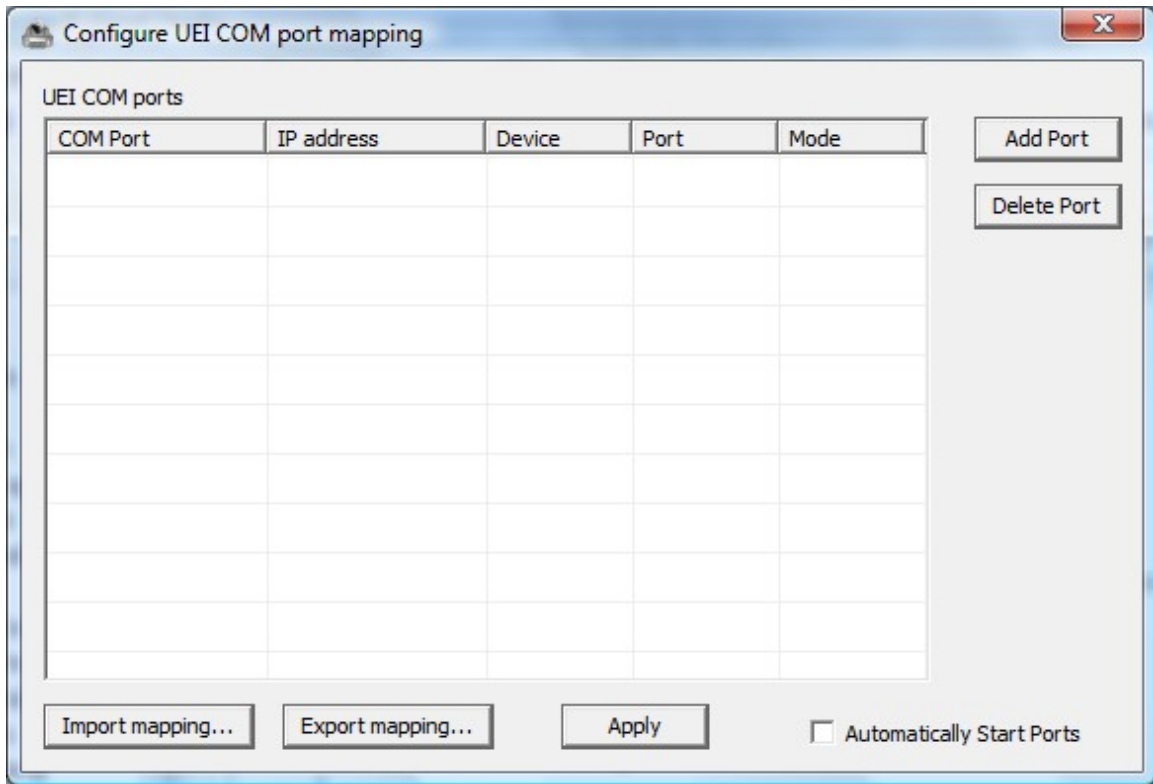 Configure UEI COM port mapping
UEI COM ports
COM Port IP address Device Port Mode
Add Port
Delete Port
Import mapping... Export mapping... Apply Automatically Start Ports